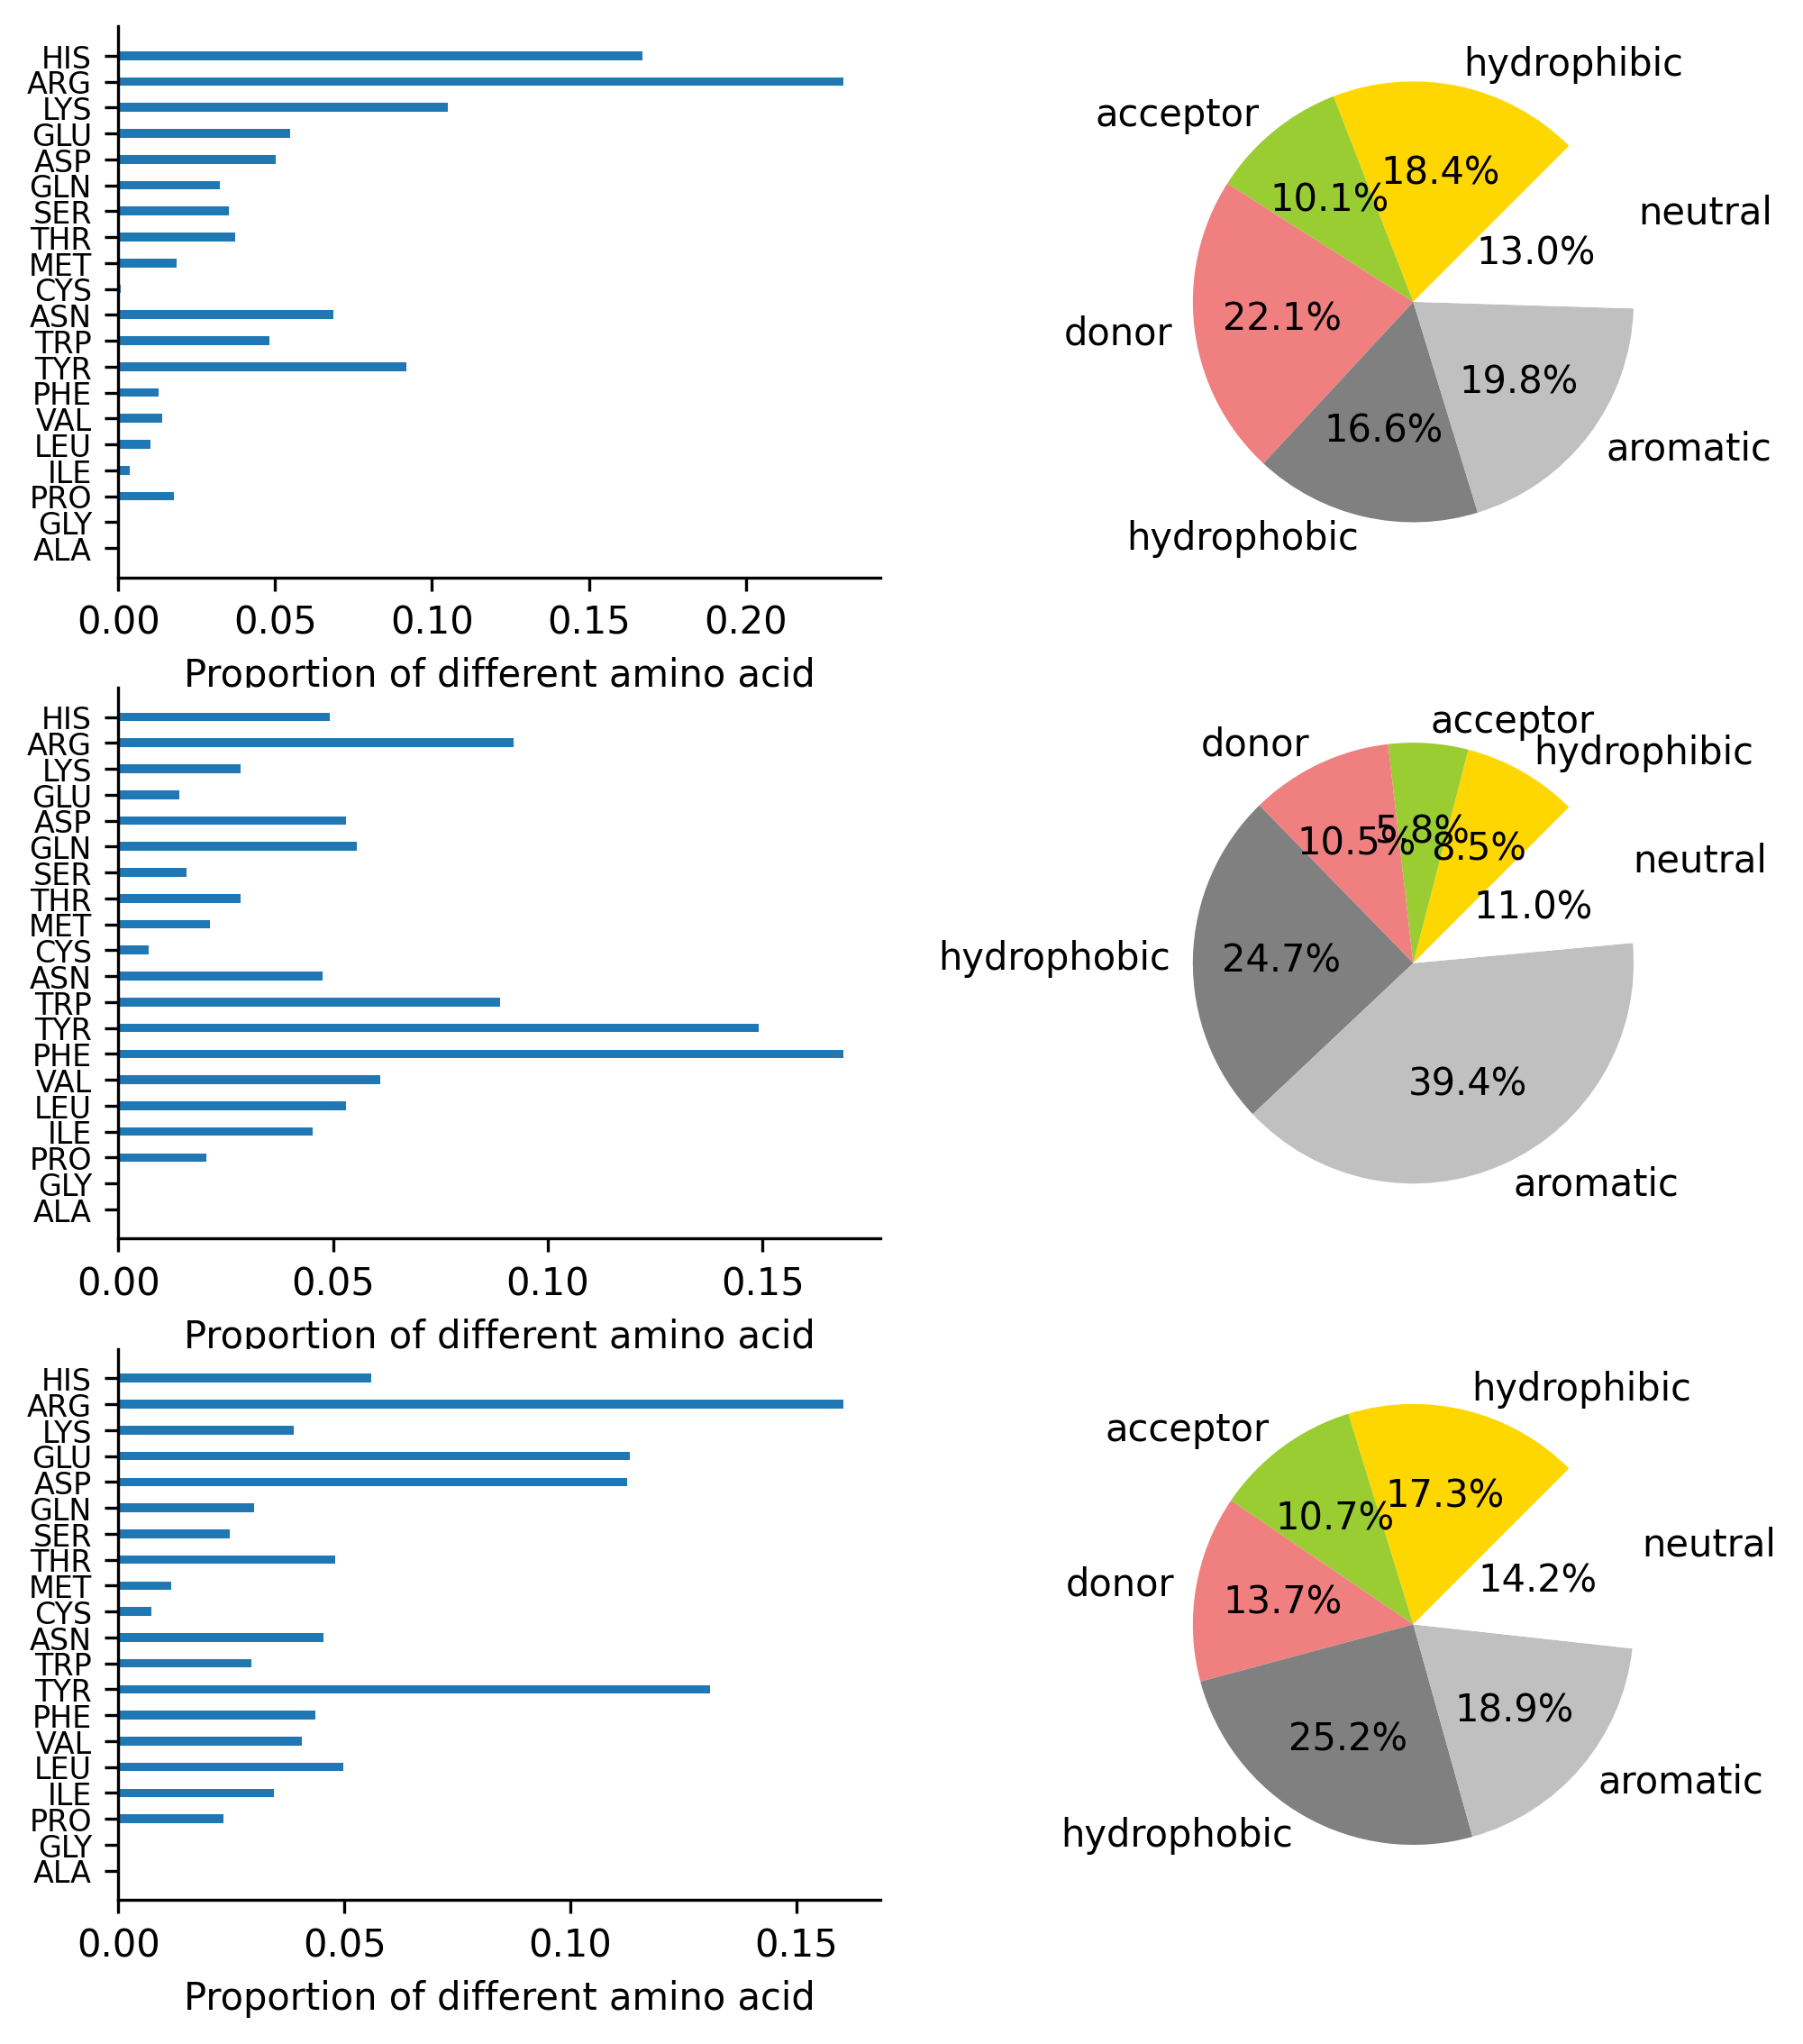 HIS
ARG
LYS
GLU
ASP
GLN
SER
THR
MET
CYS
ASN
TRP
TYR
PHE
VAL
LEU
ILE
PRO
GLY
ALA
0.00 0.05 0.10 0.15 0.20
Proportion of different amino acid
hydrophibic
acceptor
18.4%
10.1%
neutral
13.0%
donor
22.1%
19.8%
16.6%
aromatic
hydrophobic
HIS
ARG
LYS
GLU
ASP
GLN
SER
THR
MET
CYS
ASN
TRP
TYR
PHE
VAL
LEU
ILE
PRO
GLY
ALA
0.00 0.05 0.10 0.15
Proportion of different amino acid
acceptor
donor
hydrophibic
5.8%
10.5%
8.5%
neutral
11.0%
hydrophobic
24.7%
39.4%
aromatic
HIS
ARG
LYS
GLU
ASP
GLN
SER
THR
MET
CYS
ASN
TRP
TYR
PHE
VAL
LEU
ILE
PRO
GLY
ALA
0.00 0.05 0.10 0.15
Proportion of different amino acid
hydrophibic
acceptor
17.3%
10.7%
neutral
14.2%
donor
13.7%
18.9%
25.2%
aromatic
hydrophobic